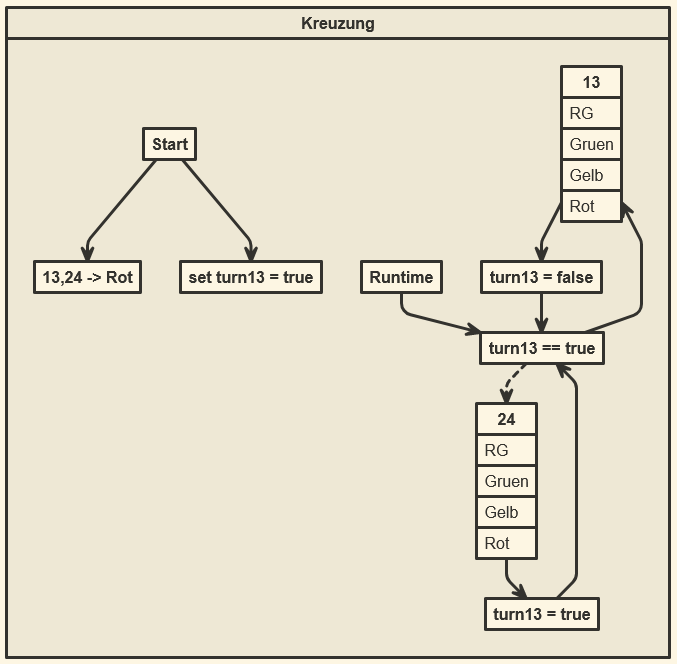 Kreuzung
Start
13,24 -> Rot
set turn13 = true
Runtime
13
RG
Gruen
Gelb
Rot
turn13 = false
turn13 == true
24
RG
Gruen
Gelb
Rot
turn13 = true